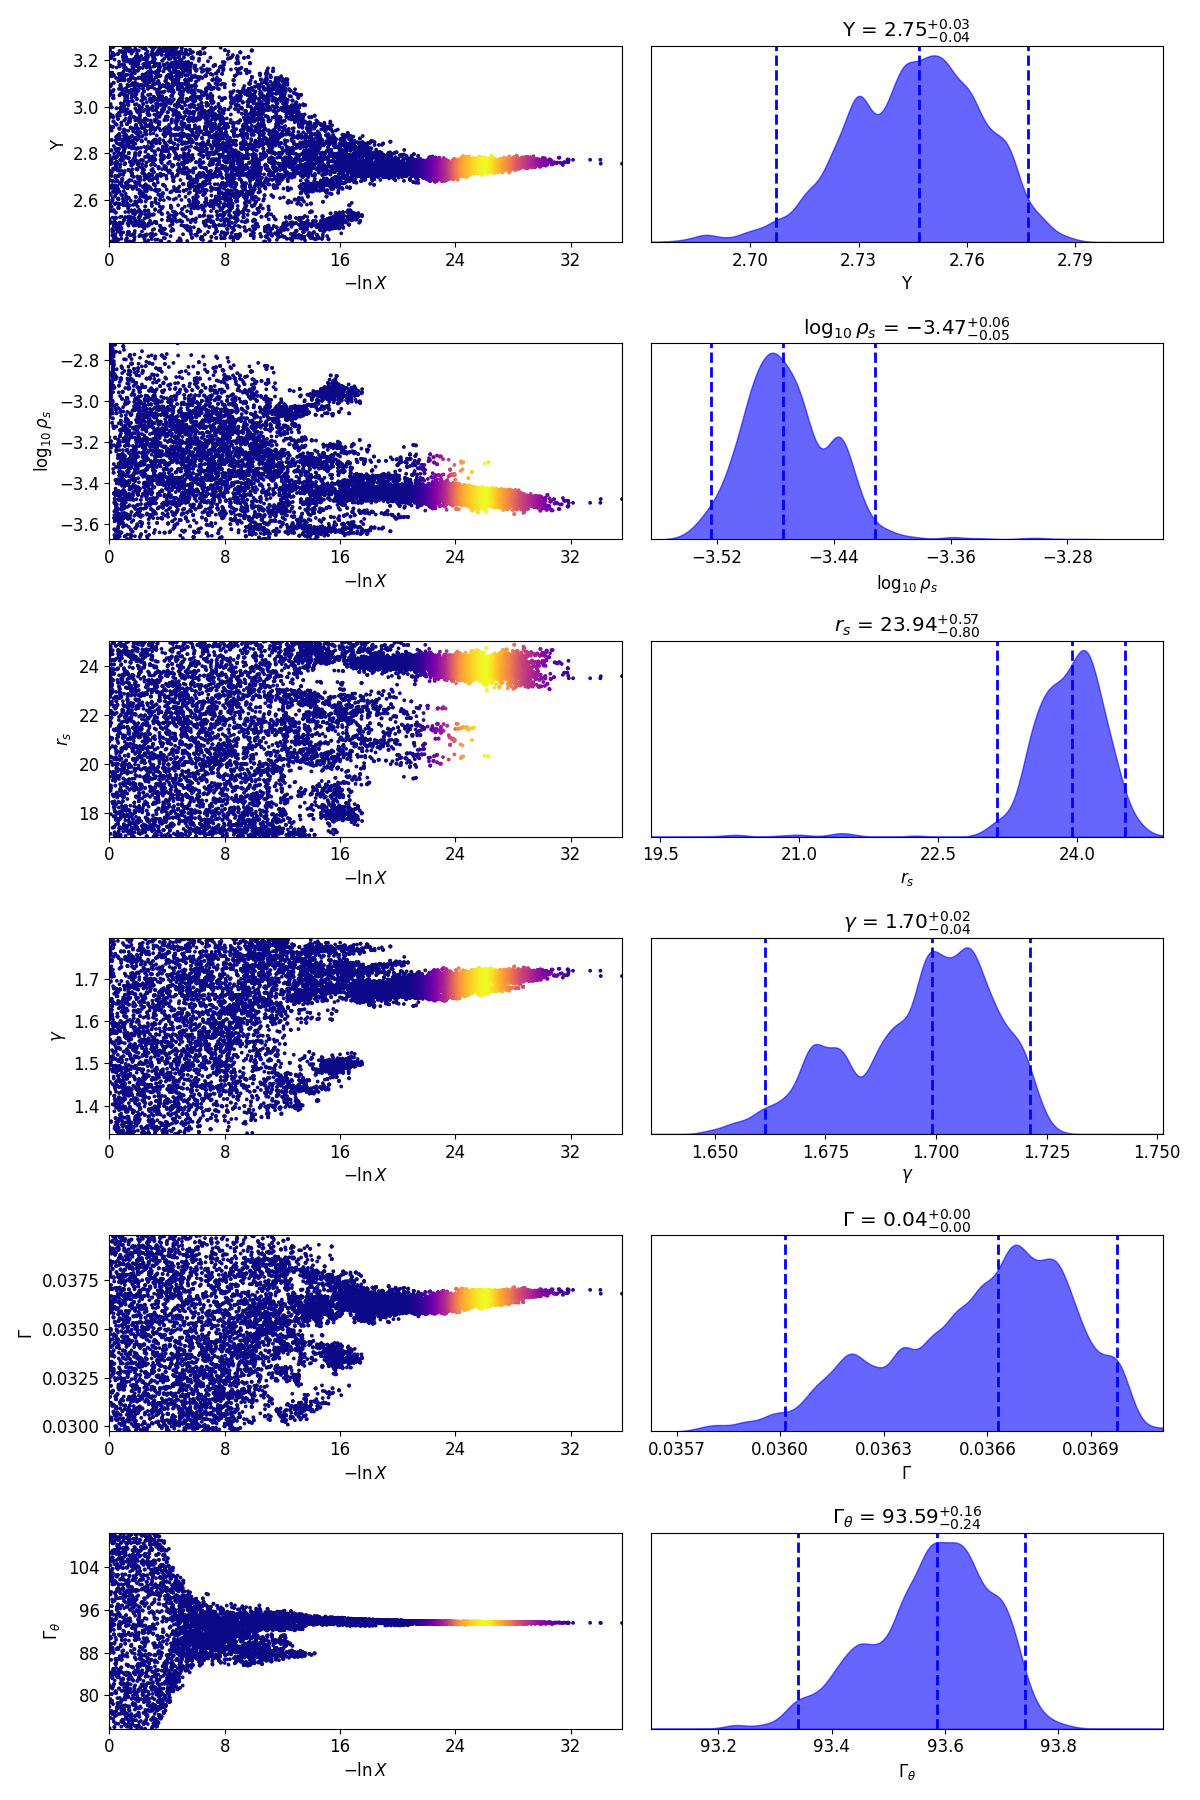 Υ = 2.75+0.03 −0.04
3.2
3.0
2.8
2.6
Υ
0 8 16 24 32
−ln X
2.70 2.73 2.76 2.79
Υ
log10 ρs = −3.47+0.06 −0.05
−2.8
−3.0
−3.2
−3.4
−3.6
log10 ρs
0 8 16 24 32
−ln X
−3.52 −3.44 −3.36 −3.28
log10 ρs
rs = 23.94+0.57 −0.80
24
22
20
18
rs
0 8 16 24 32
−ln X
19.5 21.0 22.5 24.0
rs
γ = 1.70+0.02 −0.04
1.7
1.6
1.5
1.4
γ
0 8 16 24 32
−ln X
1.650 1.675 1.700 1.725 1.750
γ
Γ = 0.04+0.00 −0.00
0.0375
0.0350
0.0325
0.0300
Γ
0 8 16 24 32
−ln X
0.0357 0.0360 0.0363 0.0366 0.0369
Γ
Γθ = 93.59+0.16 −0.24
104
96
88
80
Γθ
0 8 16 24 32
−ln X
93.2 93.4 93.6 93.8
Γθ